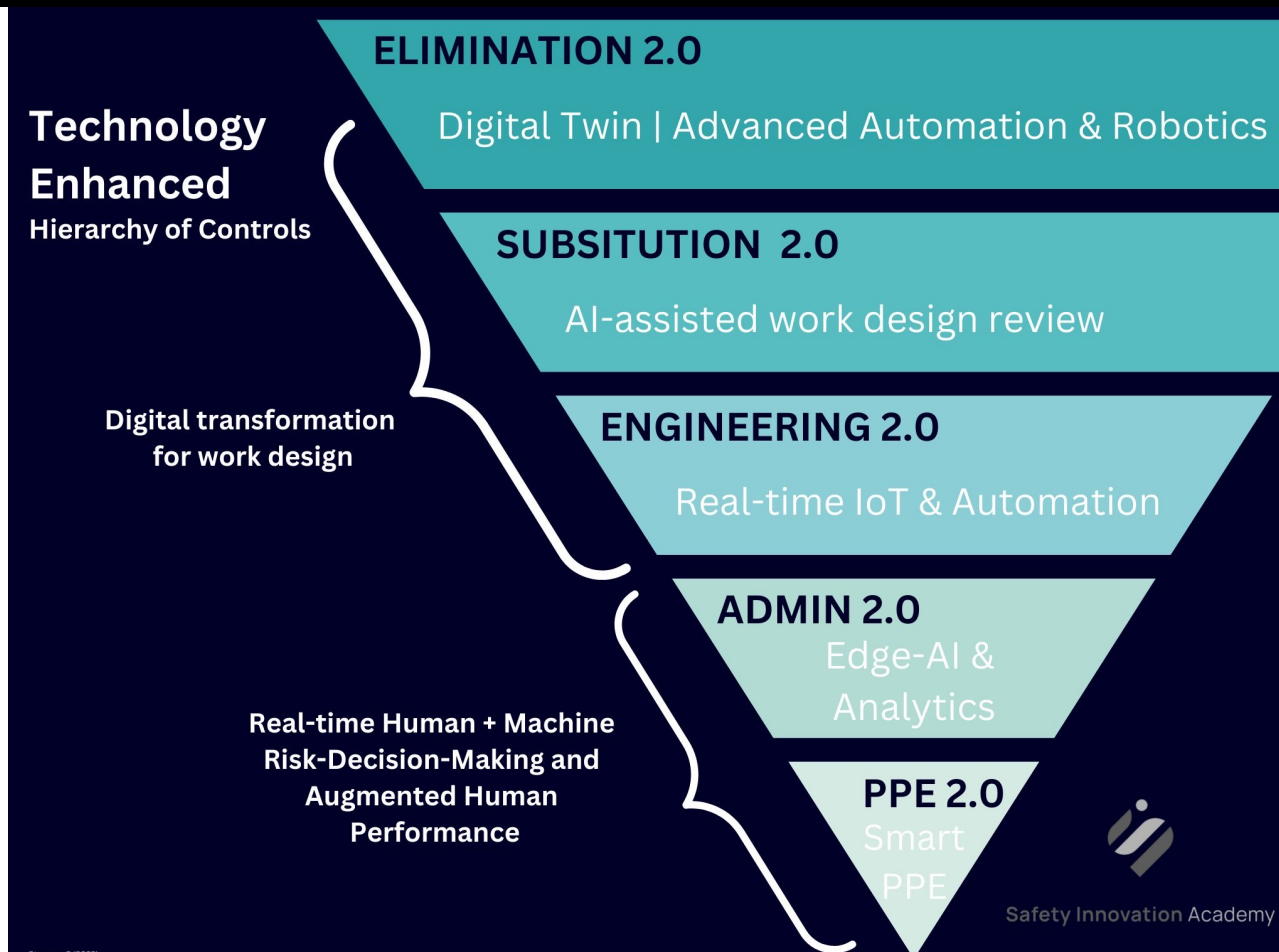 ELIMINATION 2.0
Digital Twin | Advanced Automation & Robotics
Technology
Enhanced
Hierarchy of Controls
SUBSITUTION 2.0
AI-assisted work design review
Digital transformation
for work design
ENGINEERING 2.0
Real-time IoT & Automation
ADMIN 2.0
Edge-AI &
Analytics
Real-time Human + Machine
Risk-Decision-Making and
Augmented Human
Performance
PPE 2.0
Smart
PPE
Safety Innovation Academy